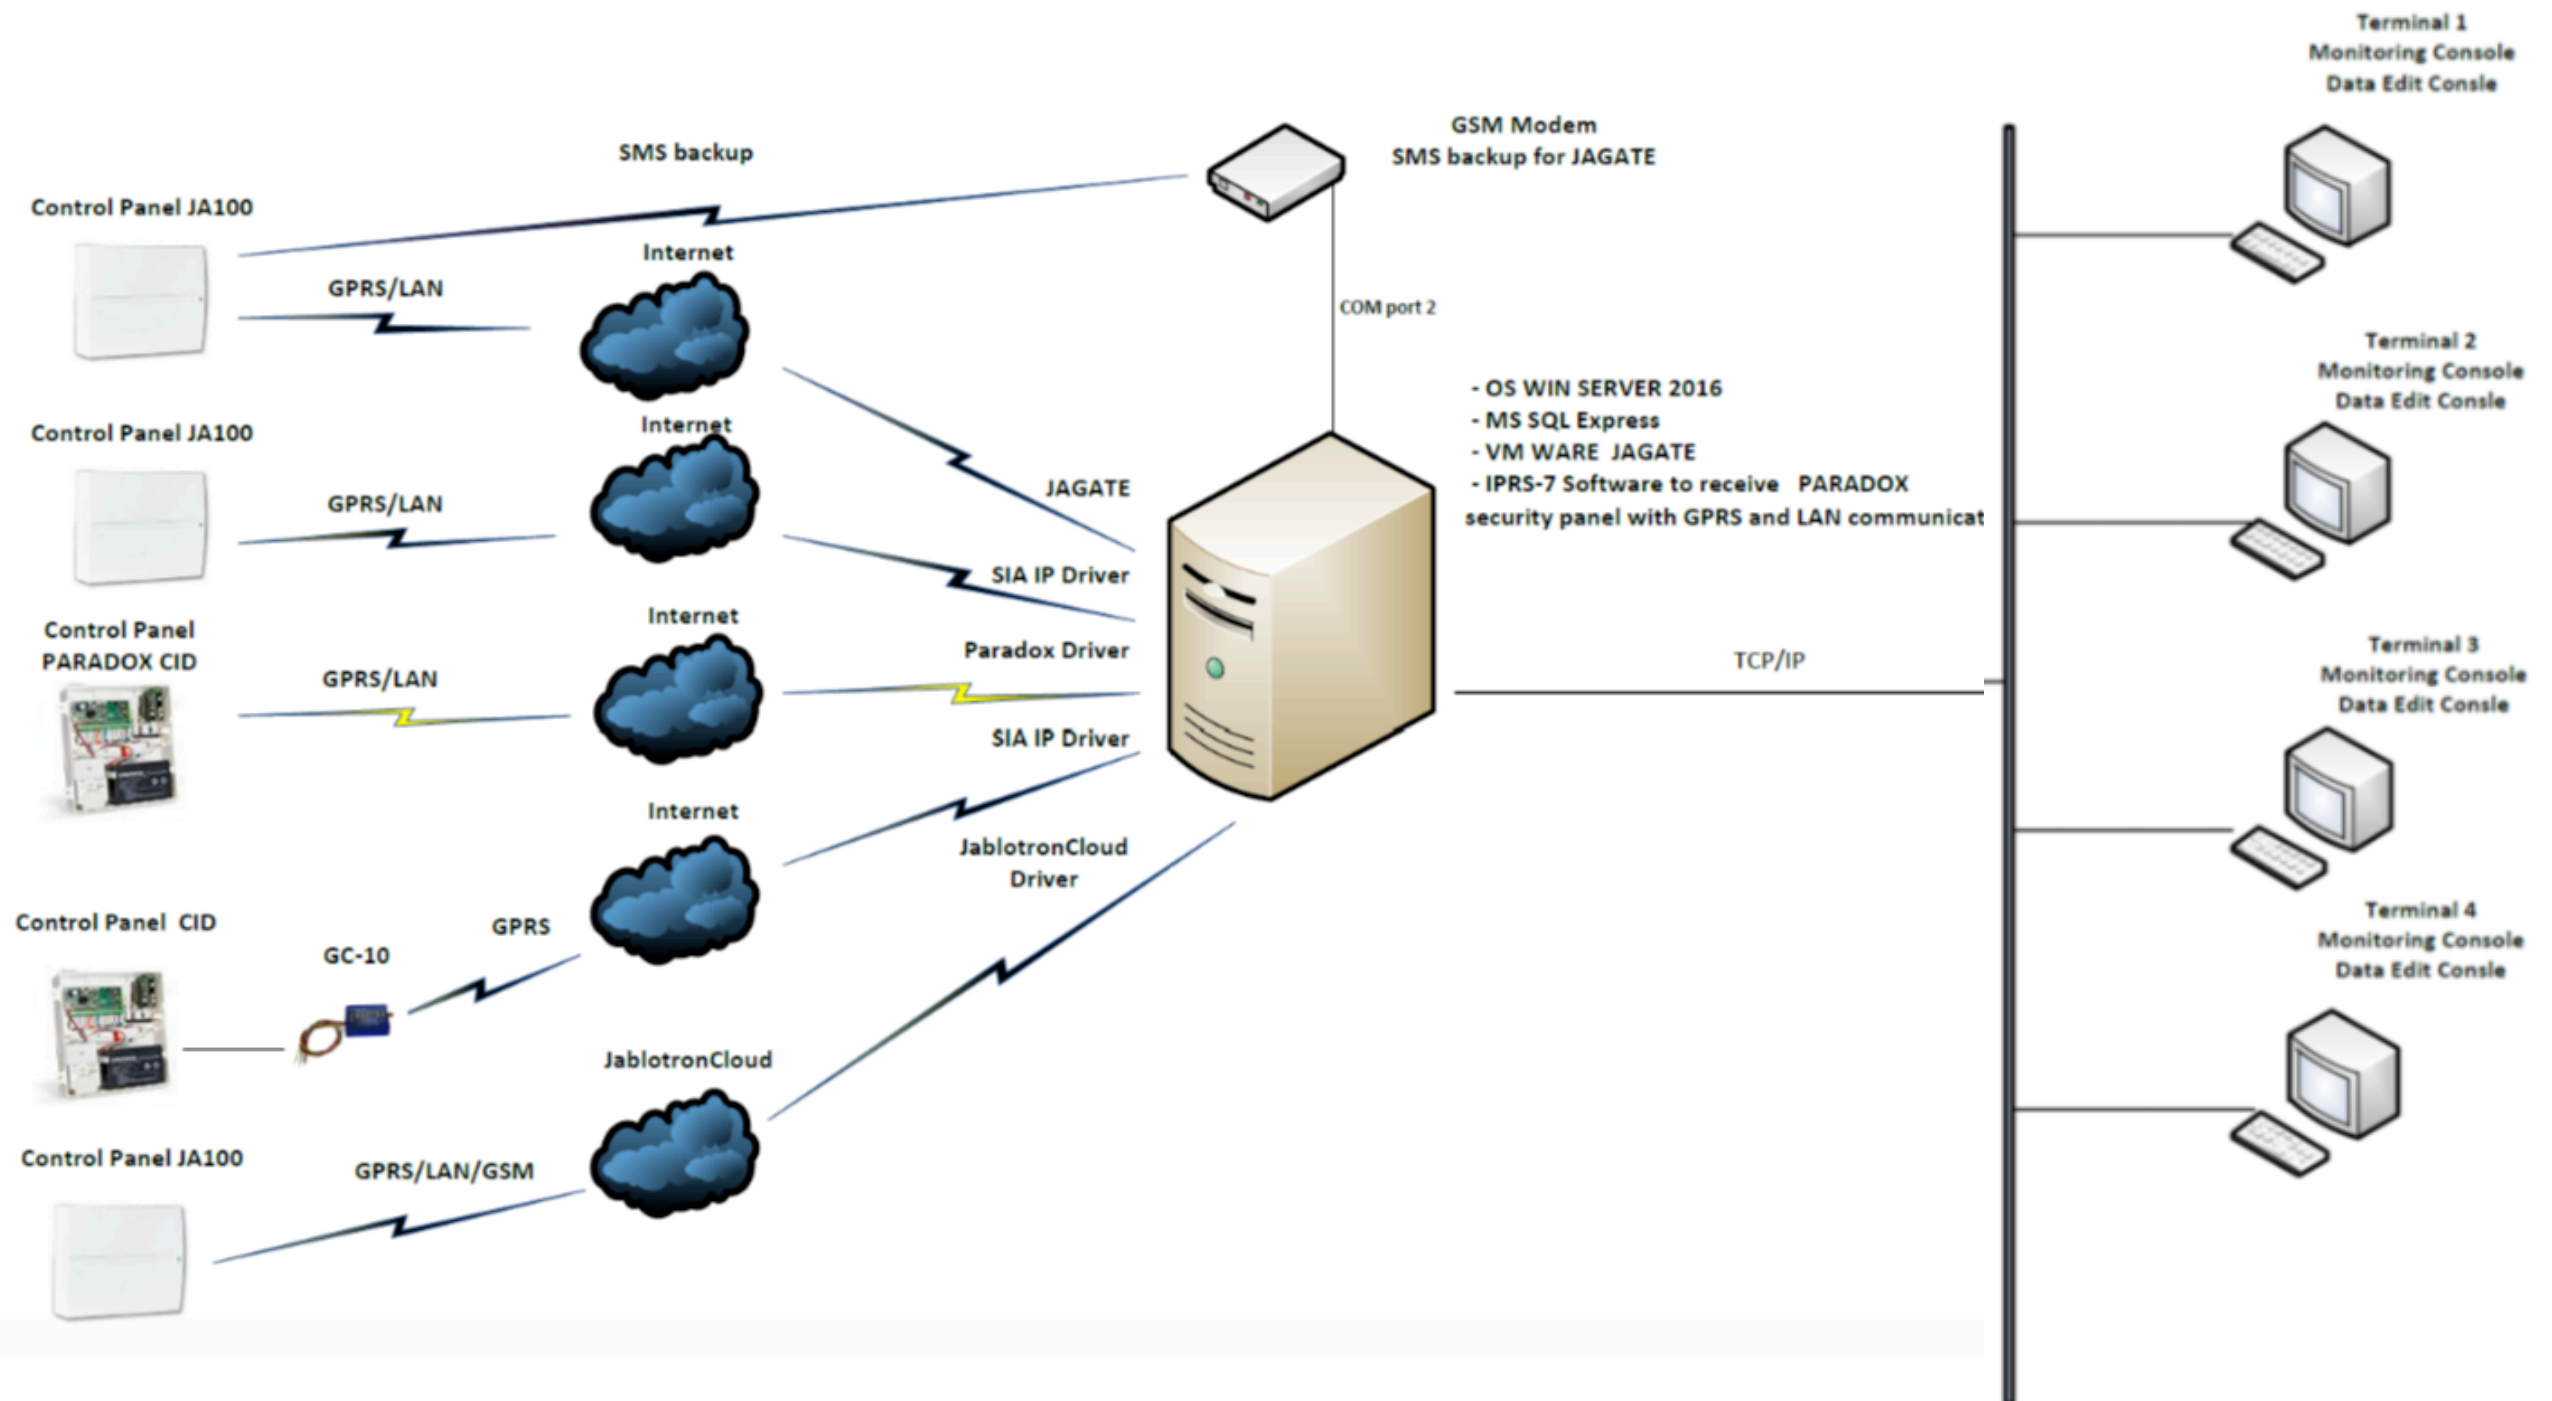 Terminal 1
Monitoring Console
Data Edit Consle
GSM Modem
SMS backup for JAGATE
SMS backup
Control Panel JA100
Internet
GPRS/LAN
COM port 2
Terminal 2
Monitoring Console
Data Edit Consle
- OS WIN SERVER 2016
- MS SQL Express
- VM WARE JAGATE
- IPRS-7 Software to receive PARADOX
security panel with GPRS and LAN communicat
Internet
Control Panel JA100
GPRS/LAN
JAGATE
SIA IP Driver
Internet
Control Panel
PARADOX CID
GPRS/LAN
Paradox Driver
TCP/IP
Terminal 3
Monitoring Console
Data Edit Consle
SIA IP Driver
Internet
JablotronCloud
Driver
Control Panel CID
GC-10
GPRS
Terminal 4
Monitoring Console
Data Edit Consle
JablotronCloud
Control Panel JA100
GPRS/LAN/GSM